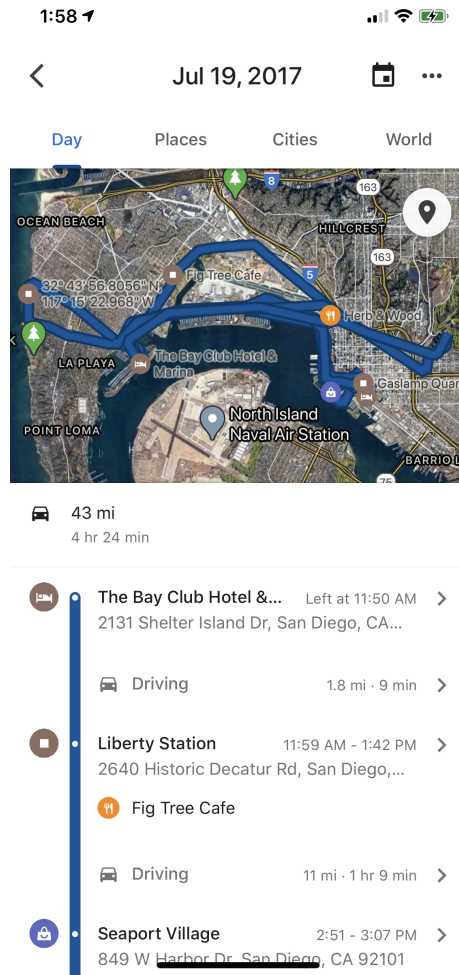 1:58
Jul 19, 2017
Day Places Cities World
8
163
OCEAN BEACH
HILLCREST
163
5
Fig Tree Cafe
32° 43' 56.8056" N
117° 15' 22.968" W
Herb & Wood
LA PLAYA
The Bay Club Hotel &
Marina
Gaslamp Quar
North Island
Naval Air Station
POINT LOMA
BARRIO L
75
43 mi
4 hr 24 min
The Bay Club Hotel &... Left at 11:50 AM
2131 Shelter Island Dr, San Diego, CA...
Driving 1.8 mi · 9 min
Liberty Station 11:59 AM - 1:42 PM
2640 Historic Decatur Rd, San Diego,...
Fig Tree Cafe
Driving 11 mi · 1 hr 9 min
Seaport Village 2:51 - 3:07 PM
849 W Harbor Dr, San Diego, CA 92101